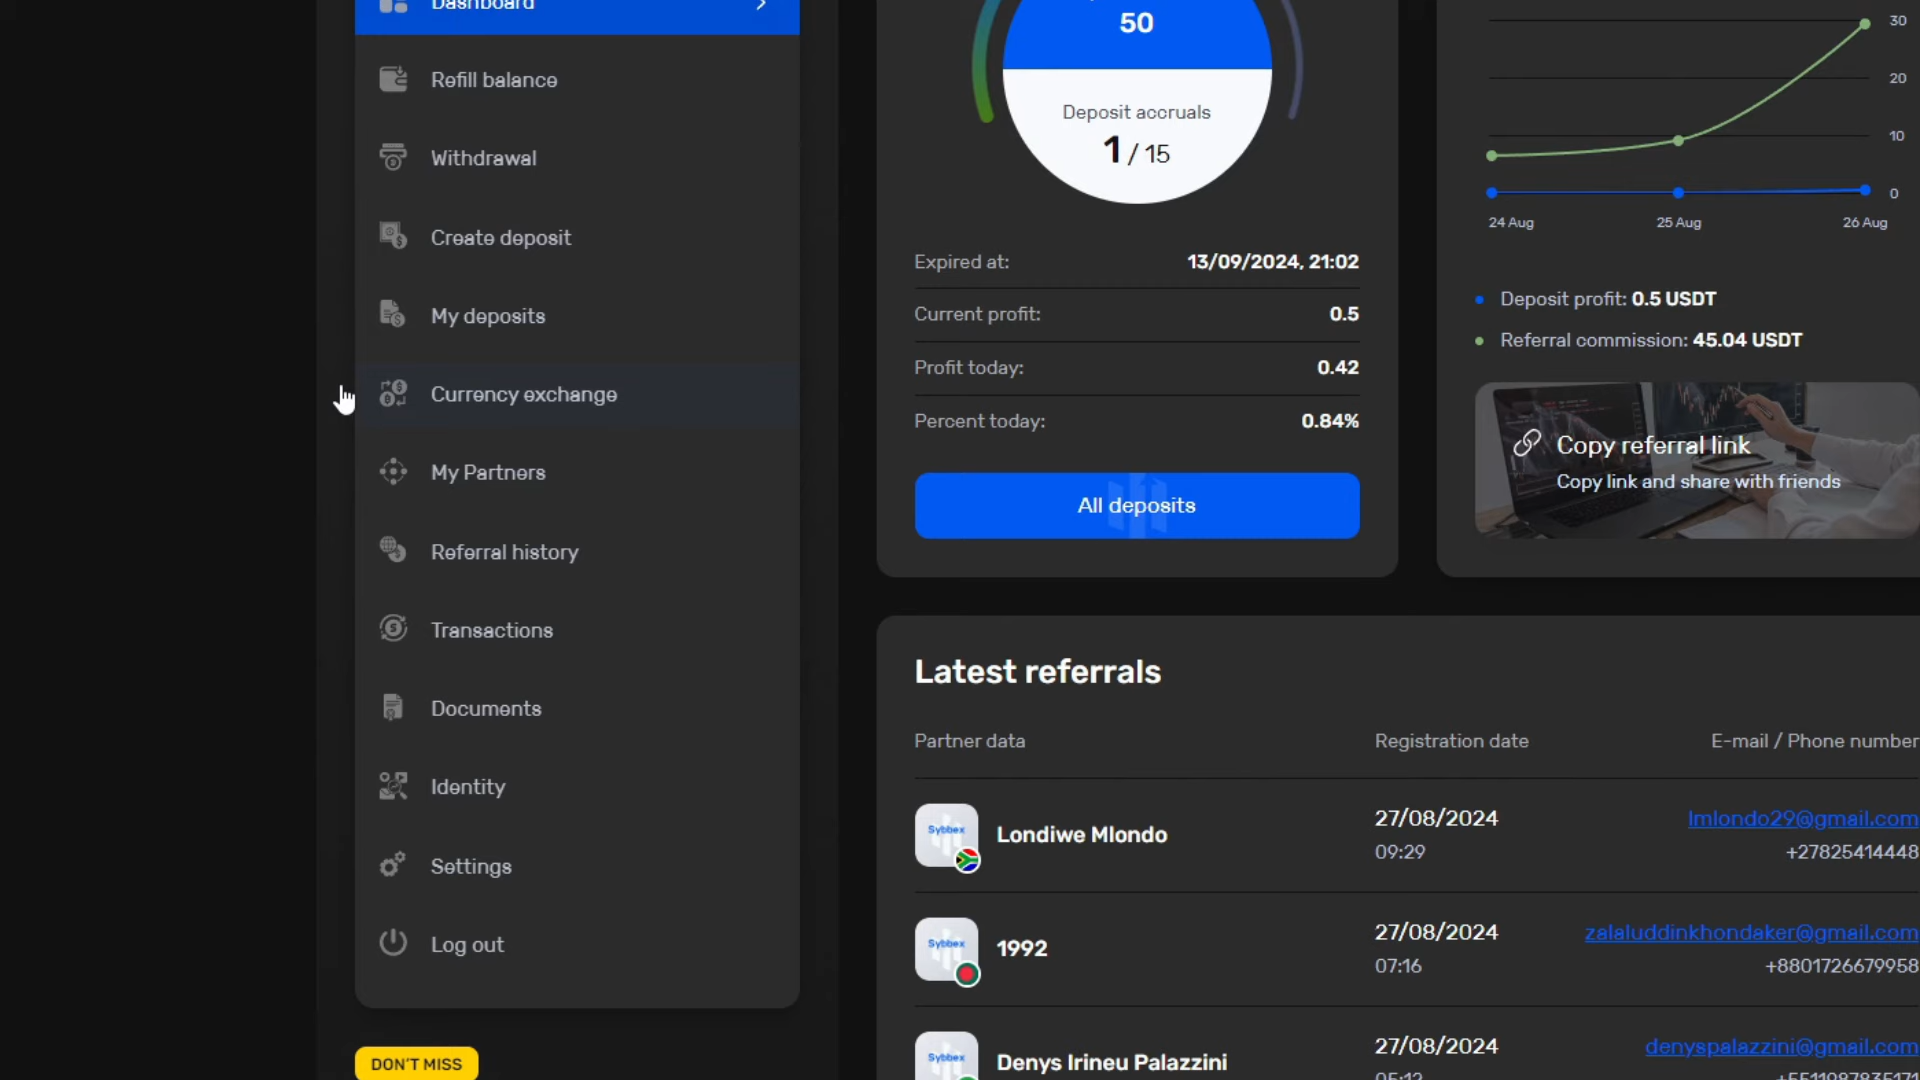 Dashboard
Refill balance
Withdrawal
Create deposit
My deposits
Currency exchange
My Partners
Referral history
Transactions
Documents
Identity
Settings
Log out
DON'T MISS
50
Deposit accruals
1 / 15
Expired at: 13/09/2024, 21:02
Current profit: 0.5
Profit today: 0.42
Percent today: 0.84%
All deposits
30
20
10
0
24 Aug 25 Aug 26 Aug
Deposit profit: 0.5 USDT
Referral commission: 45.04 USDT
Copy referral link
Copy link and share with friends
Latest referrals
Partner data Registration date E-mail / Phone number
Sybbex Londiwe Mlondo 27/08/2024 lmlondo29@gmail.com
09:29 +27825414448
Sybbex 1992 27/08/2024 zalaluddinkhondaker@gmail.com
07:16 +8801726679958
Sybbex Denys Irineu Palazzini 27/08/2024 denyspalazzini@gmail.com